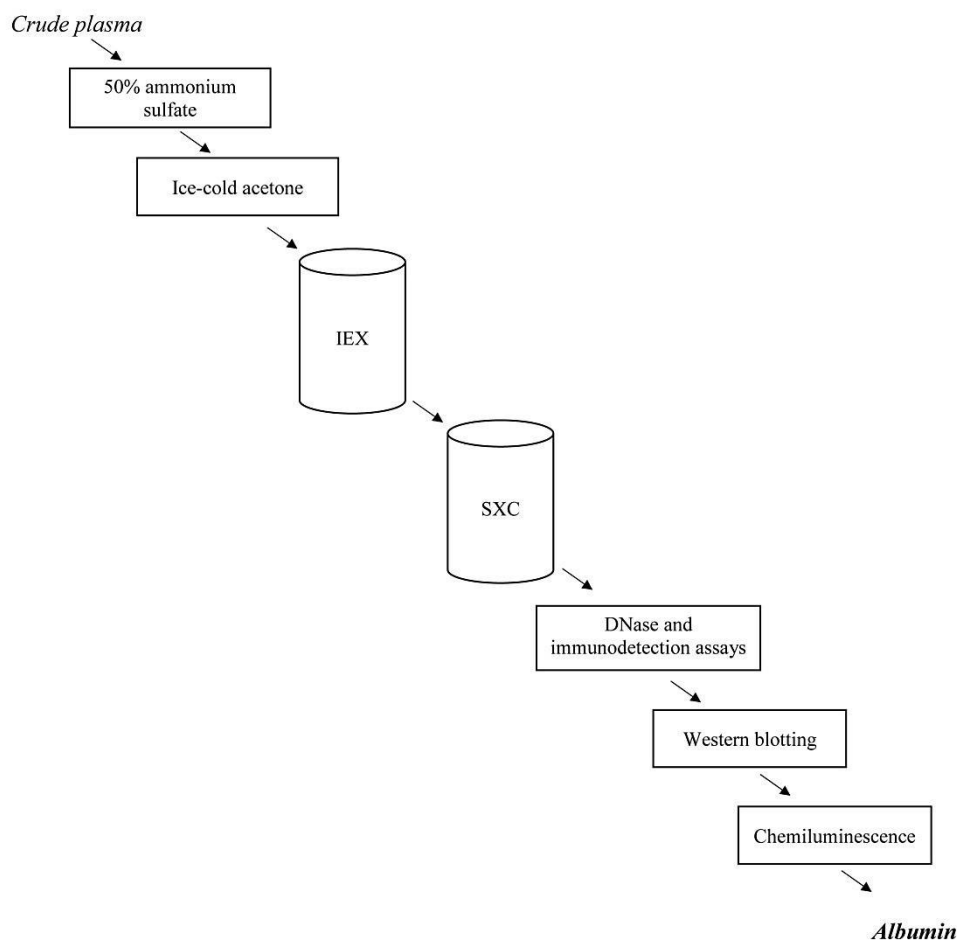 Crude plasma
50% ammonium
sulfate
Ice-cold acetone
IEX
SXC
DNase and
immunodetection assays
Western blotting
Chemiluminescence
Albumin